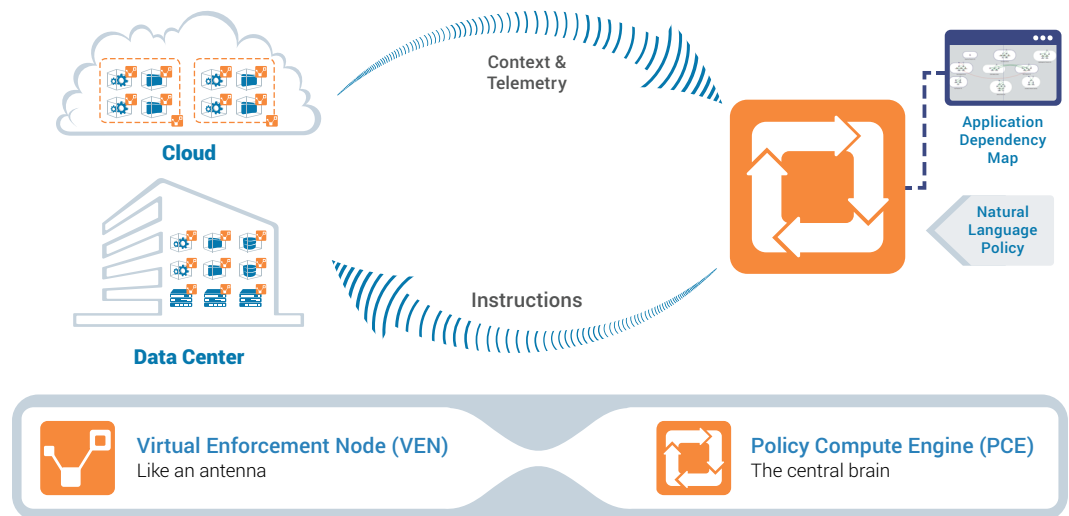 Context &
Telemetry
Cloud
Application
Dependency
Map
Natural
Language
Policy
Instructions
Data Center
Virtual Enforcement Node (VEN)
Like an antenna
Policy Compute Engine (PCE)
The central brain